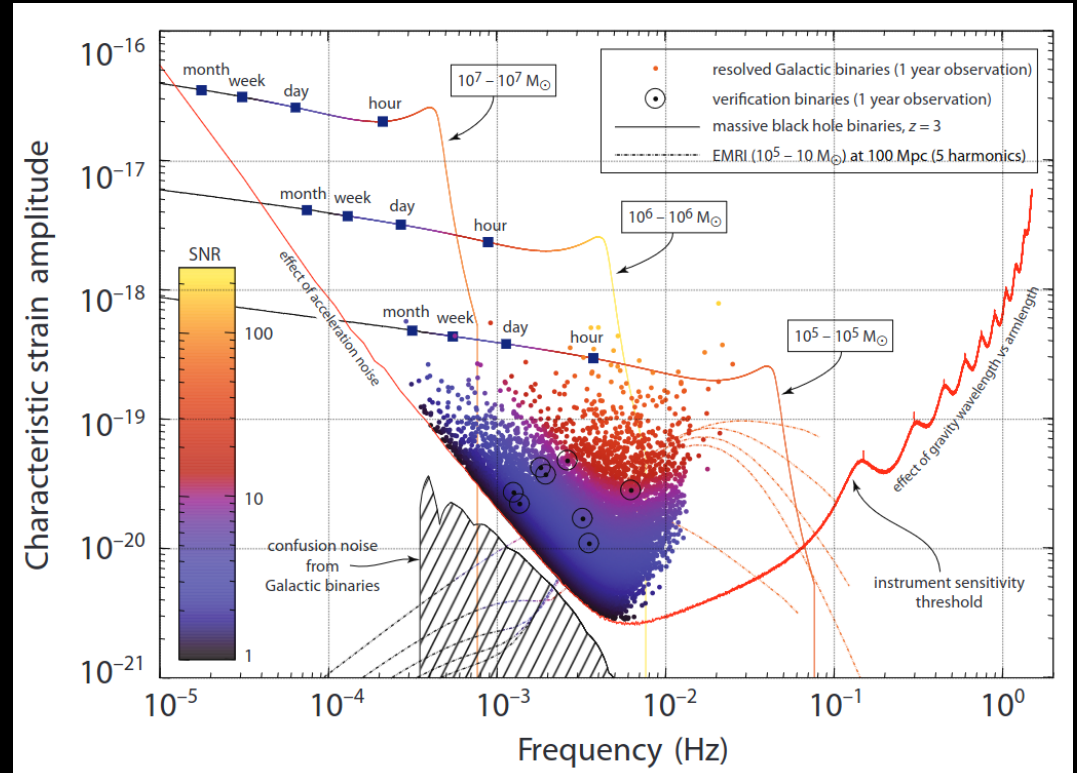 10⁻¹⁶
10⁻¹⁷
10⁻¹⁸
10⁻¹⁹
10⁻²⁰
10⁻²¹
Characteristic strain amplitude
month
week
day
hour
10⁷ – 10⁷ M☉
resolved Galactic binaries (1 year observation)
verification binaries (1 year observation)
massive black hole binaries, z = 3
EMRI (10⁵ – 10 M☉) at 100 Mpc (5 harmonics)
month
week
day
hour
10⁶ – 10⁶ M☉
effect of acceleration noise
SNR
100
10
1
month
week
day
hour
10⁵ – 10⁵ M☉
effect of gravity wavelength vs armlength
confusion noise
from
Galactic binaries
instrument sensitivity
threshold
10⁻⁵
10⁻⁴
10⁻³
10⁻²
10⁻¹
10⁰
Frequency (Hz)